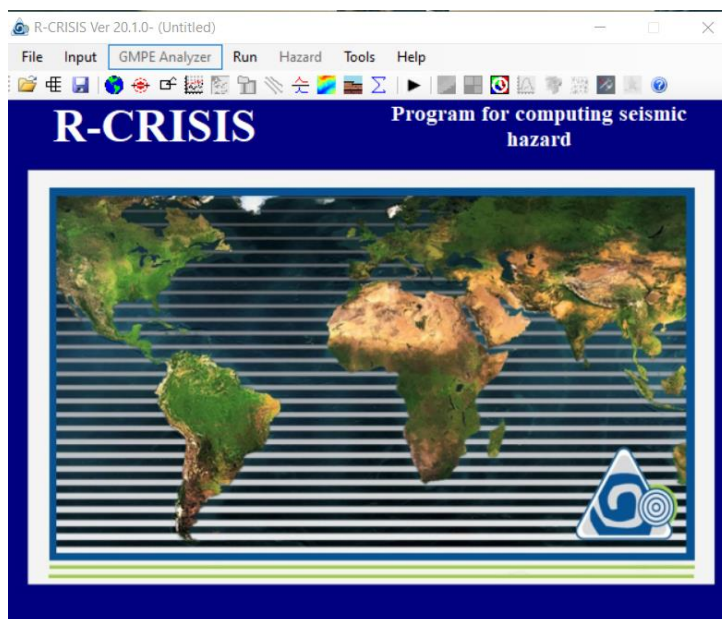 R-CRISIS Ver 20.1.0- (Untitled)
File Input GMPE Analyzer Run Hazard Tools Help
R-CRISIS
Program for computing seismic
hazard